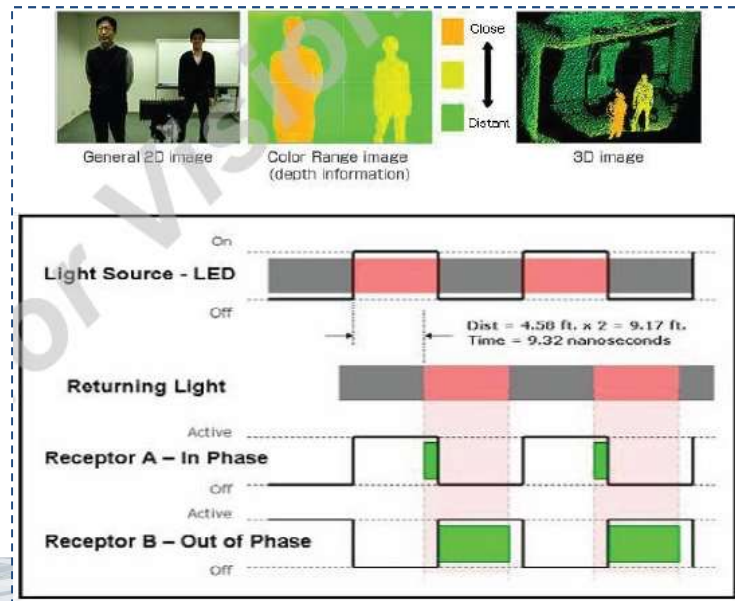 Close
Distant
General 2D image
Color Range image
(depth information)
3D image
or Vision
On
Light Source - LED
Off
Dist = 4.58 ft. x 2 = 9.17 ft.
Time = 9.32 nanoseconds
Returning Light
Active
Receptor A – In Phase
Off
Active
Receptor B – Out of Phase
Off